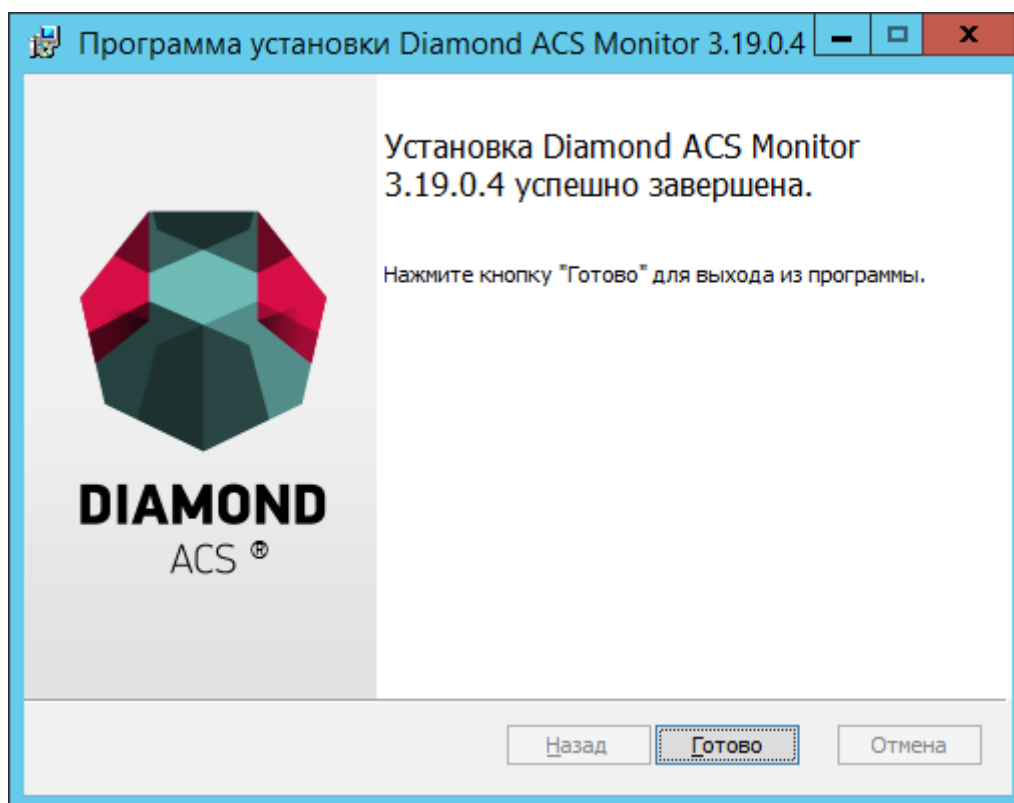 Программа установки Diamond ACS Monitor 3.19.0.4
Установка Diamond ACS Monitor
3.19.0.4 успешно завершена.
Нажмите кнопку "Готово" для выхода из программы.
DIAMOND
ACS ®
Назад
Готово
Отмена